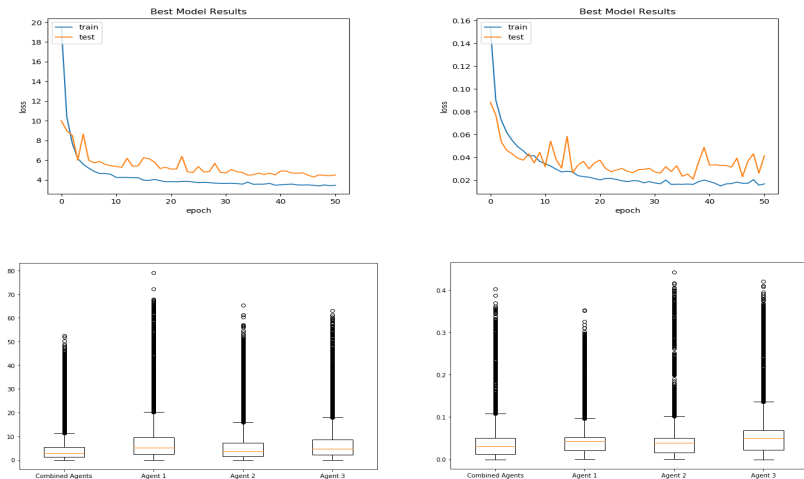 Best Model Results
20
18
16
14
12
10
8
6
4
loss
train
test
0
10
20
30
40
50
epoch
Best Model Results
0.16
0.14
0.12
0.10
0.08
0.06
0.04
0.02
loss
train
test
0
10
20
30
40
50
epoch
80
70
60
50
40
30
20
10
0
Combined Agents
Agent 1
Agent 2
Agent 3
0.4
0.3
0.2
0.1
0.0
Combined Agents
Agent 1
Agent 2
Agent 3